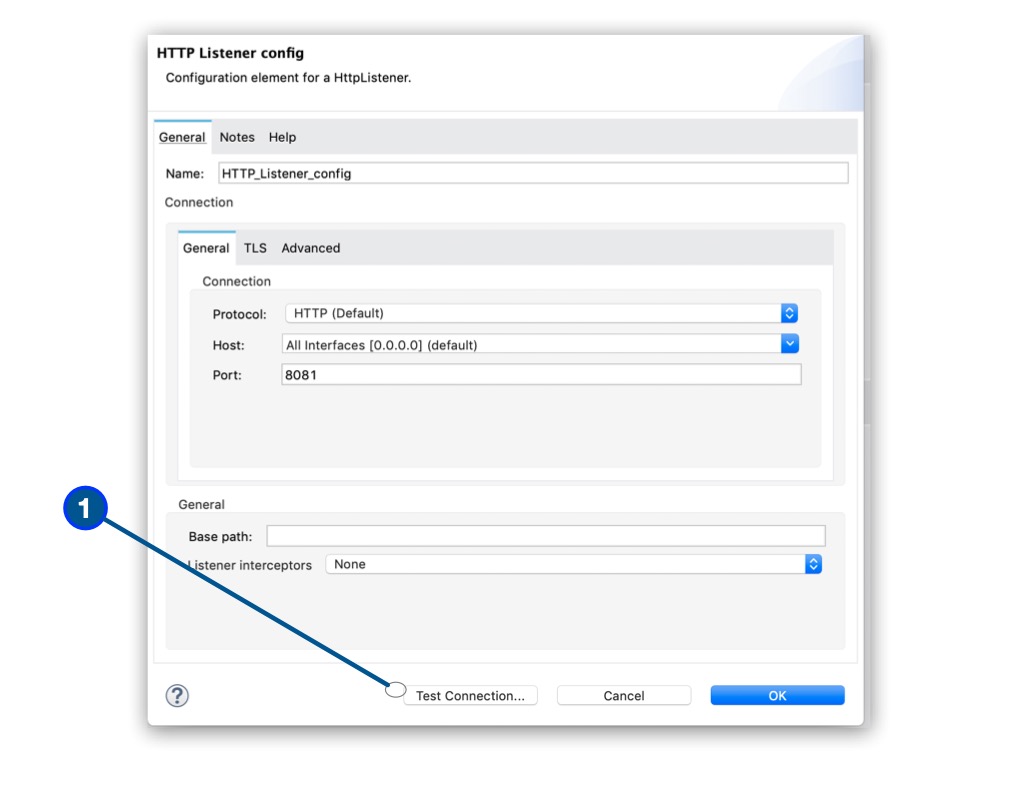 HTTP Listener config
Configuration element for a HttpListener.
General Notes Help
Name: HTTP_Listener_config
Connection
General TLS Advanced
Connection
Protocol: HTTP (Default)
Host: All Interfaces [0.0.0.0] (default)
Port: 8081
1
General
Base path:
Listener interceptors None
? Test Connection... Cancel OK